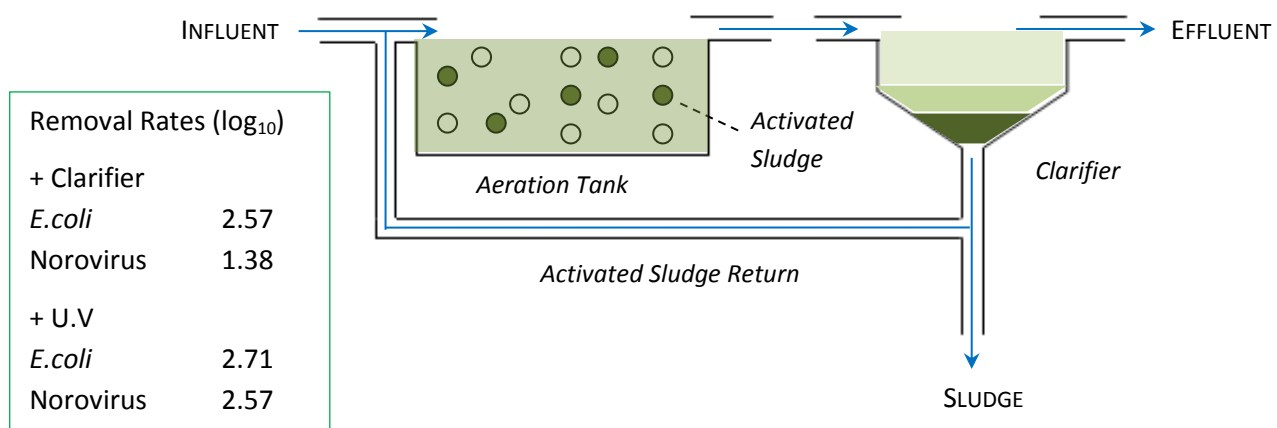 INFLUENT
EFFLUENT
Removal Rates (log10)
+ Clarifier
E.coli 2.57
Norovirus 1.38
+ U.V
E.coli 2.71
Norovirus 2.57
Activated
Sludge
Aeration Tank
Clarifier
Activated Sludge Return
SLUDGE